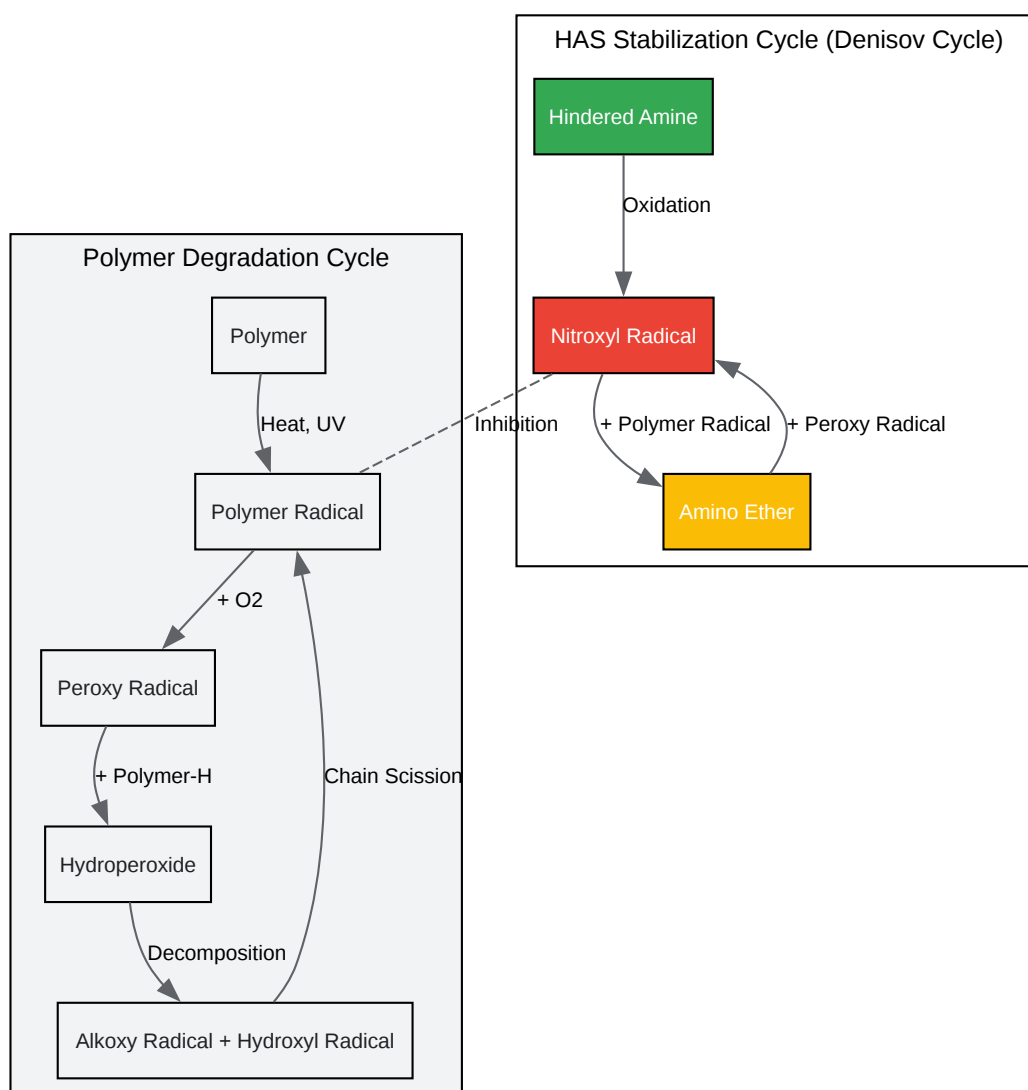 HAS Stabilization Cycle (Denisov Cycle)
Hindered Amine
Oxidation
Nitroxyl Radical
+ Polymer Radical
+ Peroxy Radical
Amino Ether
Inhibition
Polymer Degradation Cycle
Polymer
Heat, UV
Polymer Radical
+ O2
Peroxy Radical
+ Polymer-H
Chain Scission
Hydroperoxide
Decomposition
Alkoxy Radical + Hydroxyl Radical